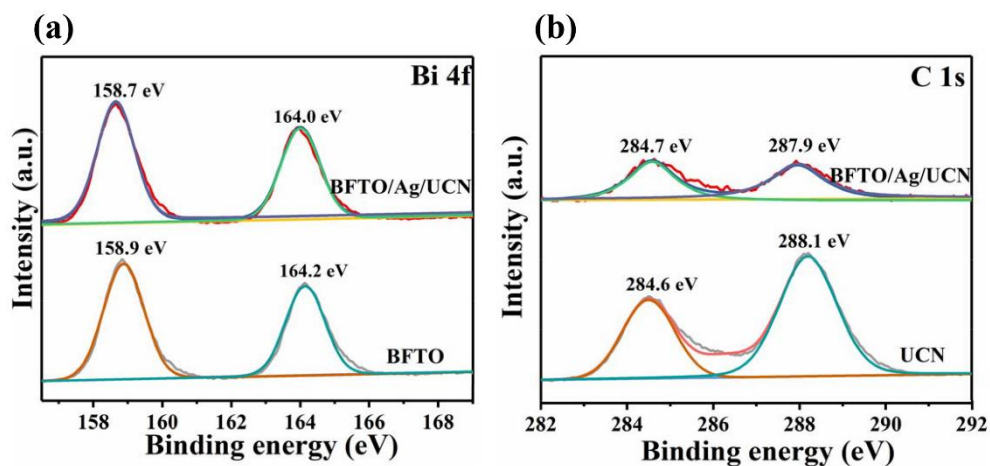 (a)
Bi 4f
158.7 eV
164.0 eV
BFTO/Ag/UCN
158.9 eV
164.2 eV
BFTO
Intensity (a.u.)
158 160 162 164 166 168
Binding energy (eV)
(b)
C 1s
284.7 eV
287.9 eV
BFTO/Ag/UCN
284.6 eV
288.1 eV
UCN
Intensity (a.u.)
282 284 286 288 290 292
Binding energy (eV)